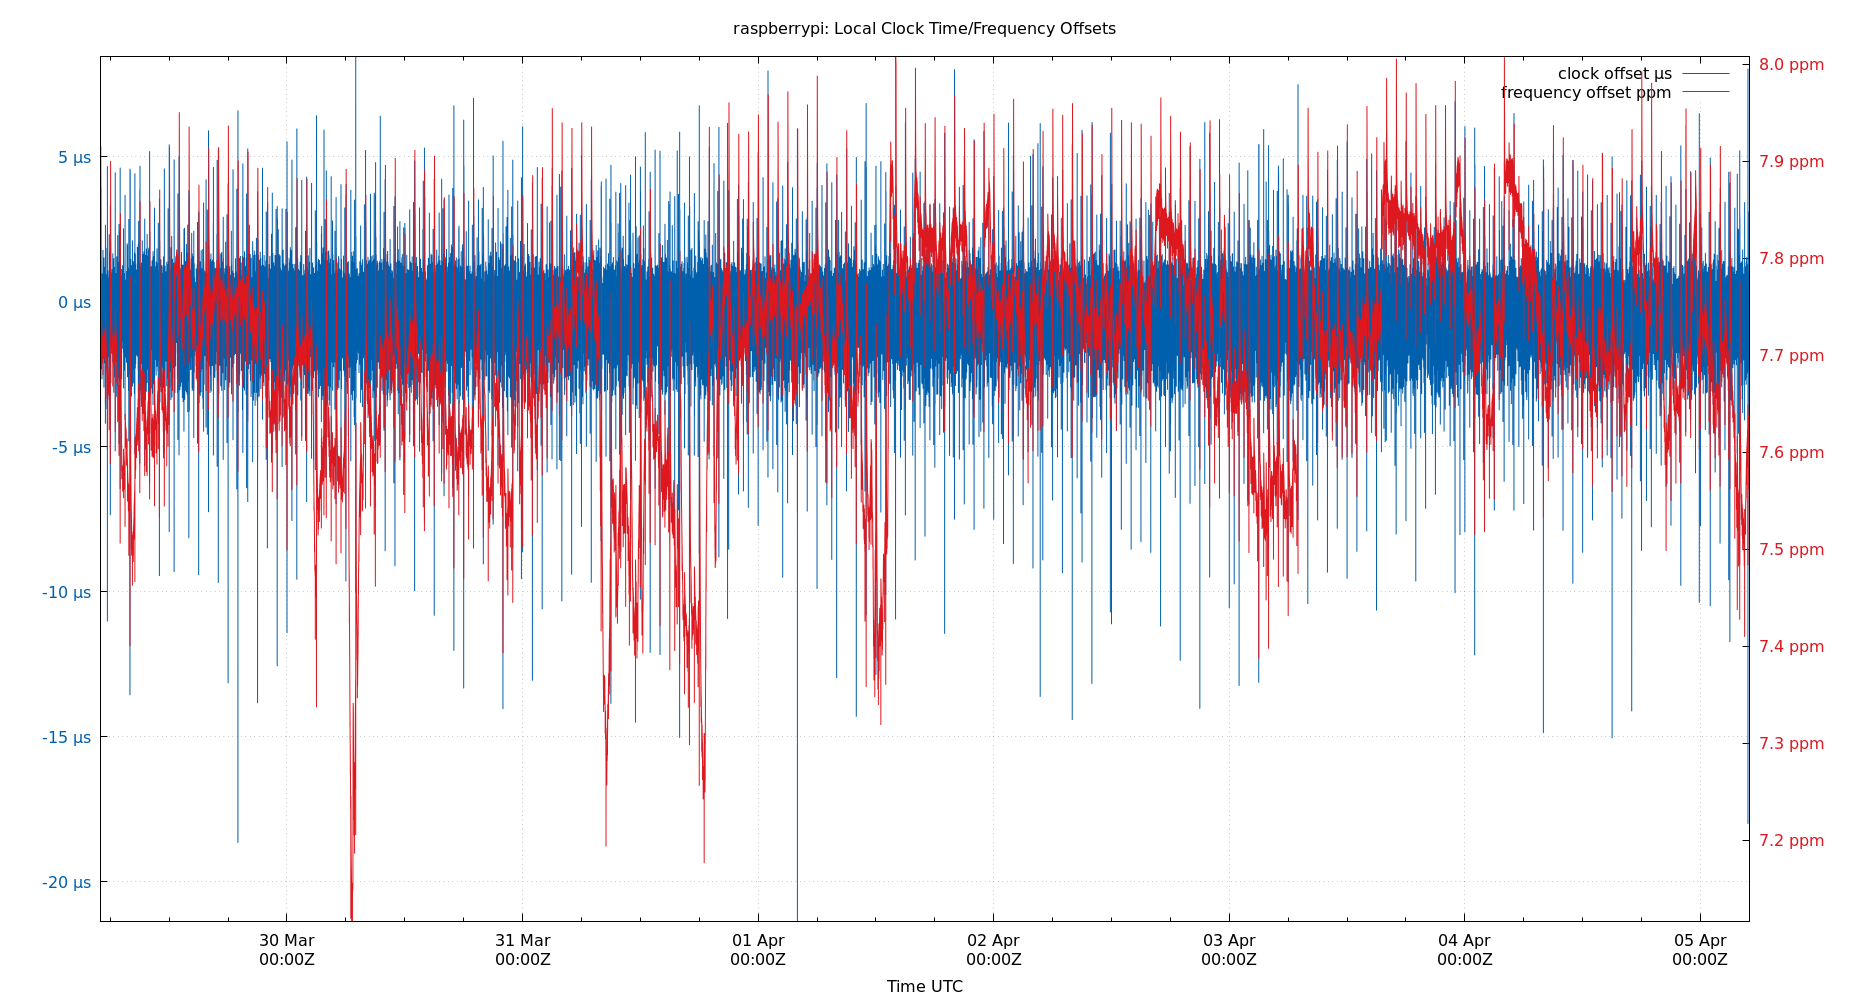 raspberrypi: Local Clock Time/Frequency Offsets
clock offset µs
frequency offset ppm
5 µs
0 µs
-5 µs
-10 µs
-15 µs
-20 µs
8.0 ppm
7.9 ppm
7.8 ppm
7.7 ppm
7.6 ppm
7.5 ppm
7.4 ppm
7.3 ppm
7.2 ppm
30 Mar 31 Mar 01 Apr 02 Apr 03 Apr 04 Apr 05 Apr
00:00Z 00:00Z 00:00Z 00:00Z 00:00Z 00:00Z 00:00Z
Time UTC